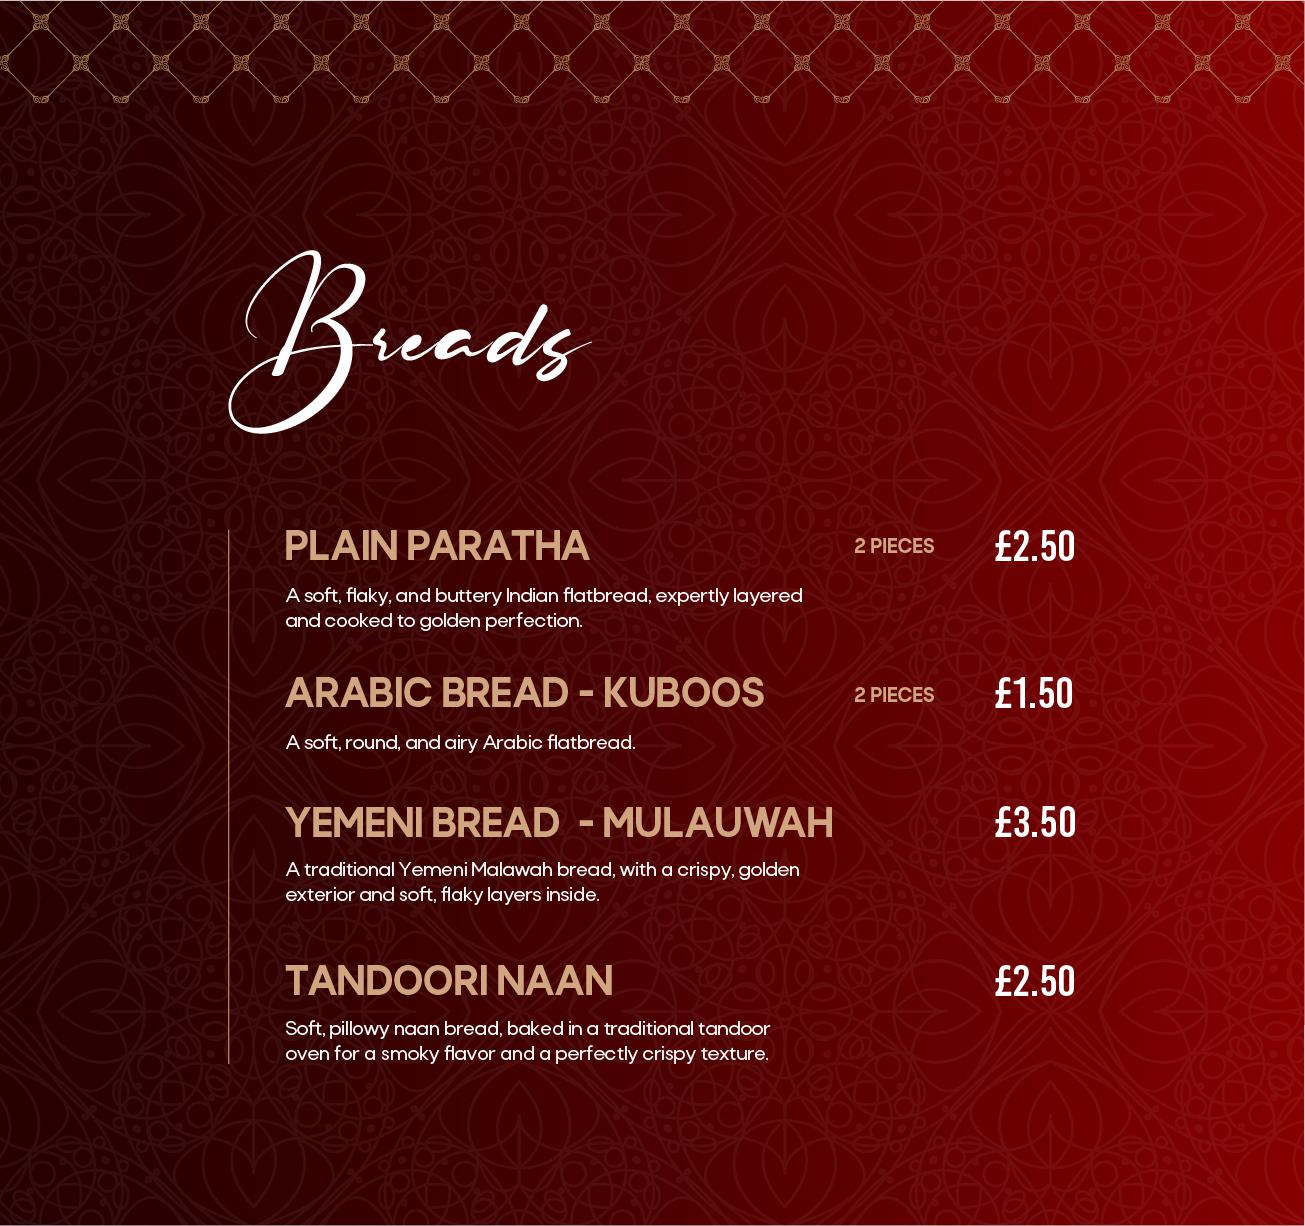 Breads
PLAIN PARATHA 2 PIECES £2.50
A soft, flaky, and buttery Indian flatbread, expertly layered
and cooked to golden perfection.
ARABIC BREAD - KUBOOS 2 PIECES £1.50
A soft, round, and airy Arabic flatbread.
YEMENI BREAD - MULAUWAH £3.50
A traditional Yemeni Malawah bread, with a crispy, golden
exterior and soft, flaky layers inside.
TANDOORI NAAN £2.50
Soft, pillowy naan bread, baked in a traditional tandoor
oven for a smoky flavor and a perfectly crispy texture.